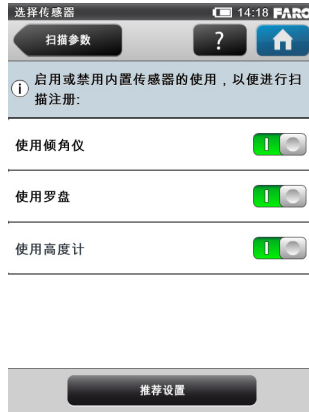 选择传感器 14:18 FARO
扫描参数 ?
启用或禁用内置传感器的使用，以便进行扫
描注册:
使用倾角仪
使用罗盘
使用高度计
推荐设置